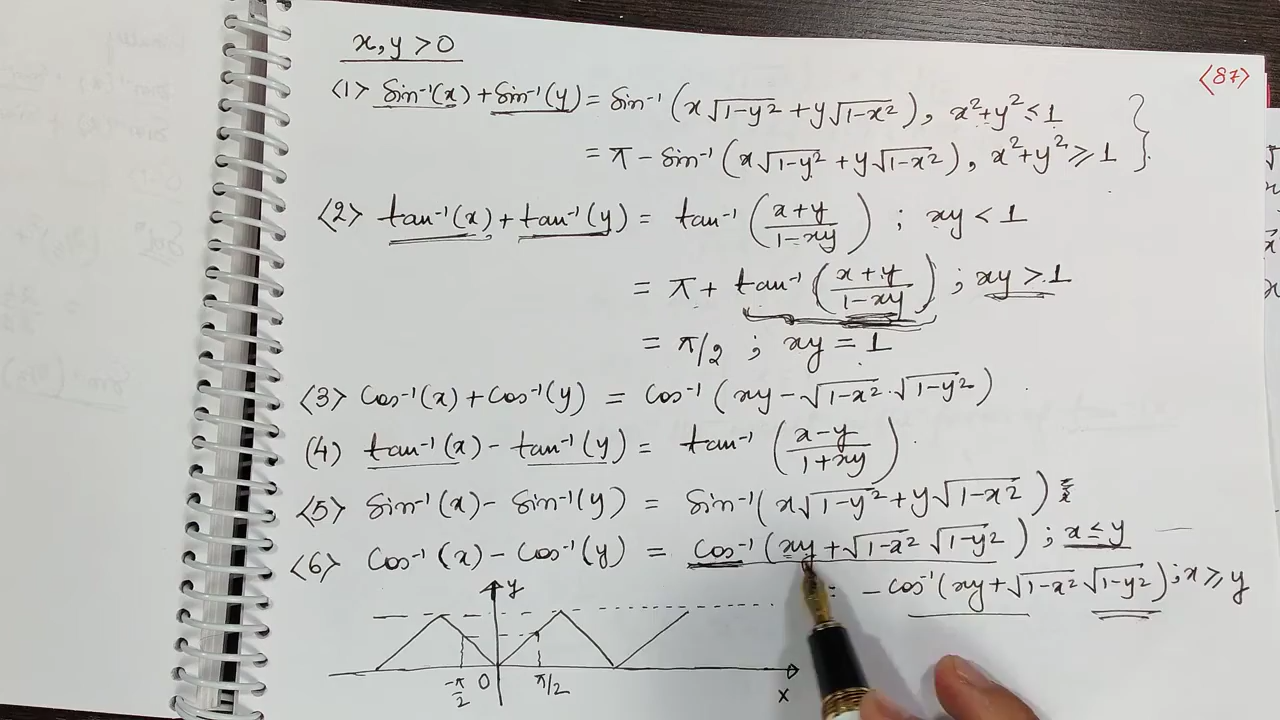 x, y > 0
<87>
<1> Sin⁻¹(x) + Sin⁻¹(y) = Sin⁻¹(x√1-y² + y√1-x²), x²+y² ≤ 1
= π - Sin⁻¹(x√1-y² + y√1-x²), x²+y² ≥ 1
<2> tan⁻¹(x) + tan⁻¹(y) = tan⁻¹(x+y/1-xy) ; xy < 1
= π + tan⁻¹(x+y/1-xy) ; xy > 1
= π/2 ; xy = 1
<3> Cos⁻¹(x) + Cos⁻¹(y) = Cos⁻¹(xy - √1-x² · √1-y²)
(4) tan⁻¹(x) - tan⁻¹(y) = tan⁻¹(x-y/1+xy)
<5> Sin⁻¹(x) - Sin⁻¹(y) = Sin⁻¹(x√1-y² + y√1-x²)
<6> Cos⁻¹(x) - Cos⁻¹(y) = Cos⁻¹(xy + √1-x² √1-y²) ; x ≤ y
= - Cos⁻¹(xy + √1-x² √1-y²) ; x ≥ y
y
-π/2 0 π/2 x